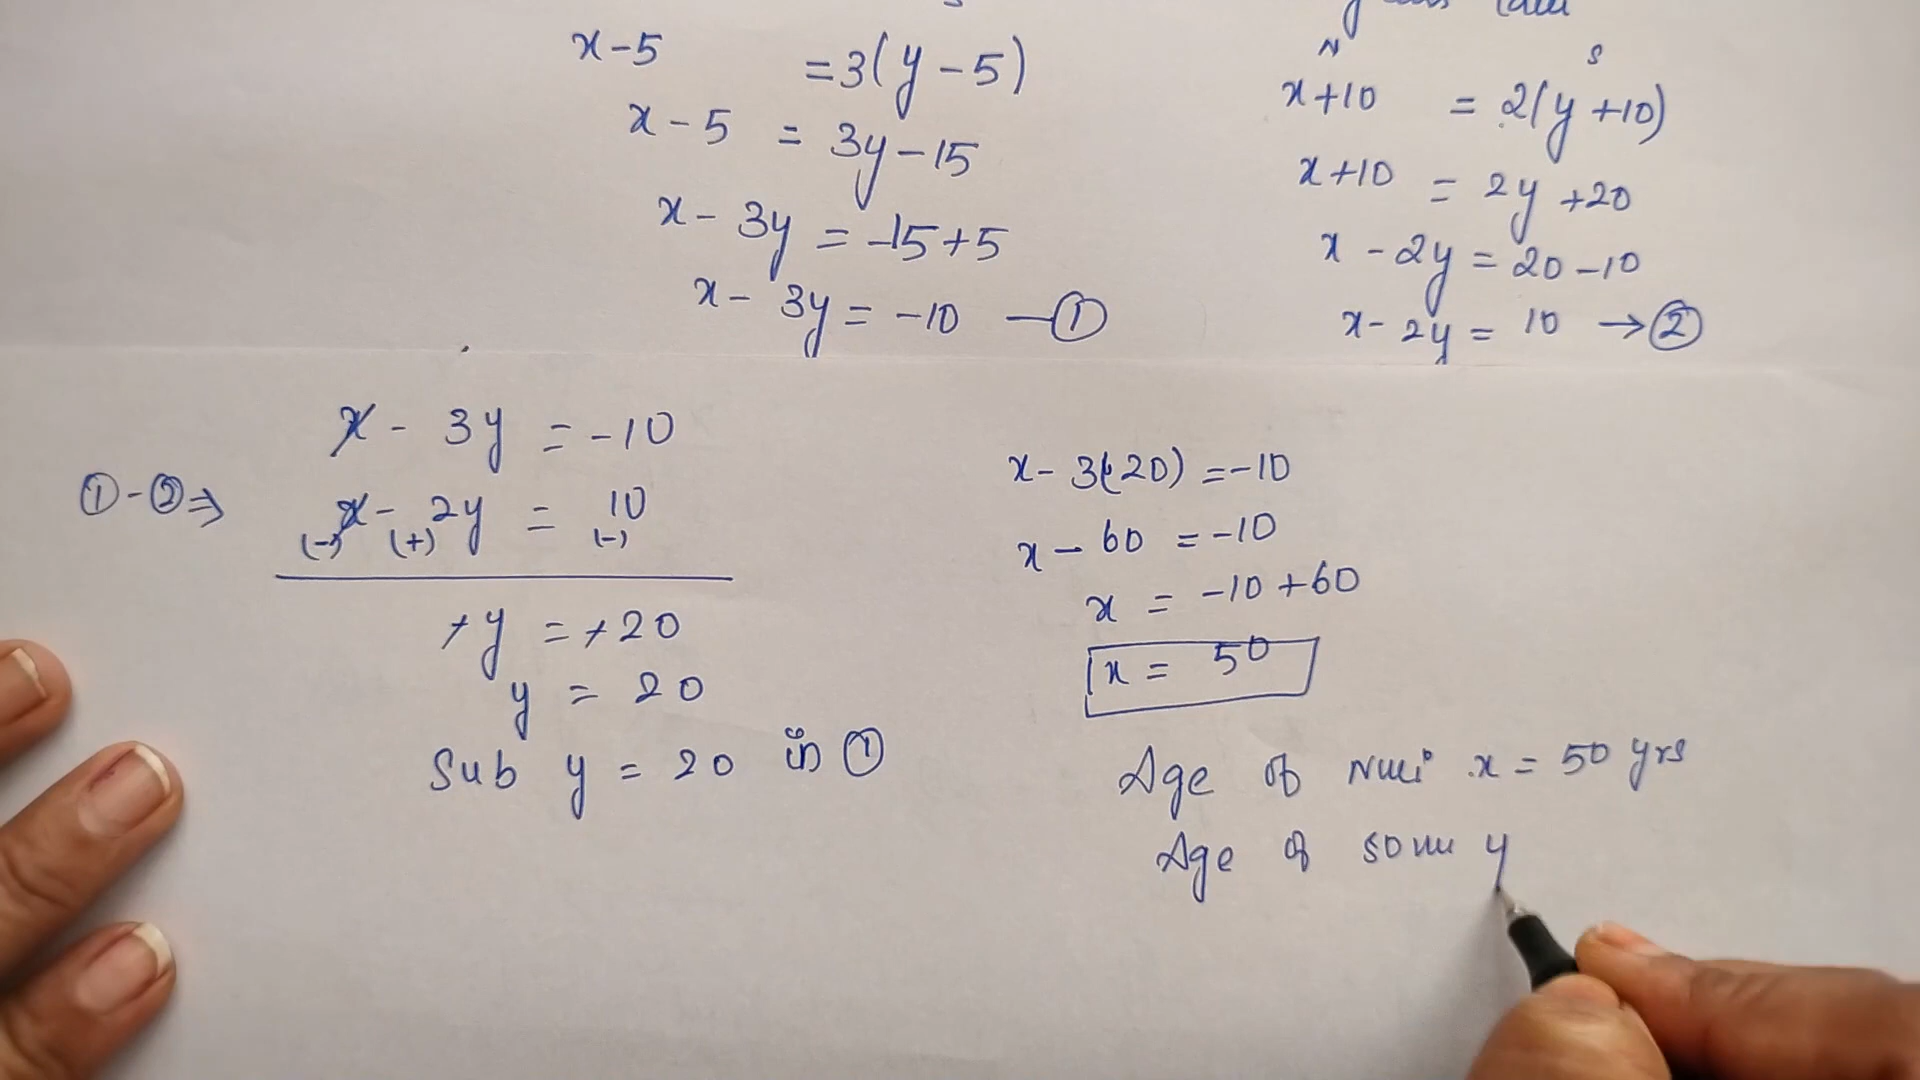 x-5 = 3(y-5)
x-5 = 3y-15
x-3y = -15+5
x-3y = -10 —①
N S
x+10 = 2(y+10)
x+10 = 2y+20
x-2y = 20-10
x-2y = 10 →②
x-3y = -10
①-②⇒ x-2y = 10
(-) (+) (-)
+y = +20
y = 20
Sub y = 20 in ①
x-3(20) = -10
x-60 = -10
x = -10+60
x = 50
Age of Nuri x = 50 yrs
Age of sonu y